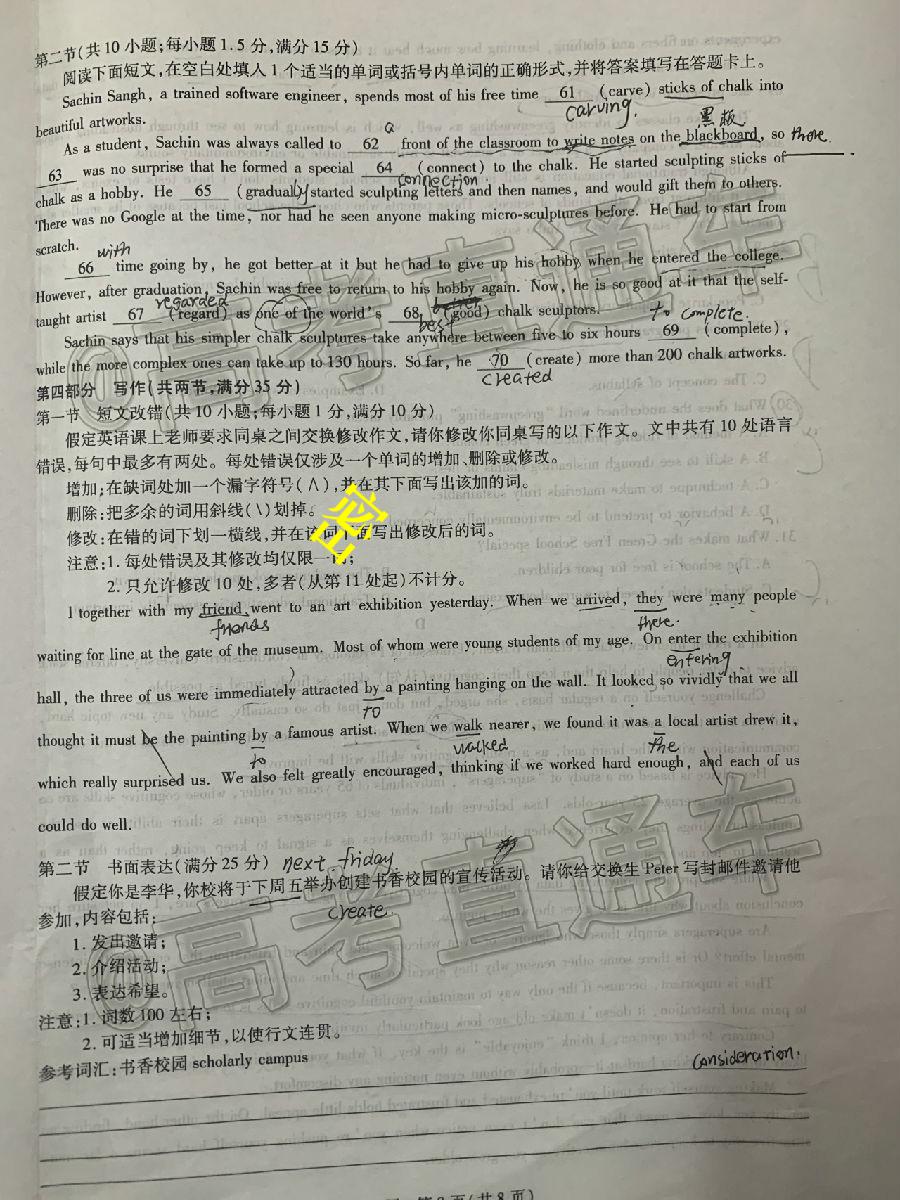 第二节(共10小题;每小题1.5分,满分15分)
阅读下面短文,在空白处填入1个适当的单词或括号内单词的正确形式,并将答案填写在答题卡上。
Sachin Sangh, a trained software engineer, spends most of his free time 61 (carve) sticks of chalk into
carving. 黑板
beautiful artworks.
a
As a student, Sachin was always called to 62 front of the classroom to write notes on the blackboard, so there
63 was no surprise that he formed a special 64 (connect) to the chalk. He started sculpting sticks of
connection
chalk as a hobby. He 65 (gradually) started sculpting letters and then names, and would gift them to others.
There was no Google at the time, nor had he seen anyone making micro-sculptures before. He had to start from
scratch. with
66 time going by, he got better at it but he had to give up his hobby when he entered the college.
However, after graduation, Sachin was free to return to his hobby again. Now, he is so good at it that the self-
regarded better
taught artist 67 (regard) as one of the world's 68 (good) chalk sculptors. to complete.
best
Sachin says that his simpler chalk sculptures take anywhere between five to six hours 69 (complete),
while the more complex ones can take up to 130 hours. So far, he 70 (create) more than 200 chalk artworks.
created
第四部分 写作(共两节,满分35分)
第一节 短文改错(共10小题;每小题1分,满分10分)
假定英语课上老师要求同桌之间交换修改作文,请你修改你同桌写的以下作文。文中共有10处语言
错误,每句中最多有两处。每处错误仅涉及一个单词的增加、删除或修改。
增加:在缺词处加一个漏字符号(∧),并在其下面写出该加的词。
删除:把多余的词用斜线(\)划掉。
修改:在错的词下划一横线,并在该词下面写出修改后的词。
注意:1. 每处错误及其修改均仅限一词;
2. 只允许修改10处,多者(从第11处起)不计分。
密
I together with my friend went to an art exhibition yesterday. When we arrived, they were many people
friends there.
waiting for line at the gate of the museum. Most of whom were young students of my age. On enter the exhibition
entering
hall, the three of us were immediately attracted by a painting hanging on the wall. It looked so vividly that we all
to
thought it must be the painting by a famous artist. When we walk nearer, we found it was a local artist drew it,
to walked the
which really surprised us. We also felt greatly encouraged, thinking if we worked hard enough, and each of us
could do well.
第二节 书面表达(满分25分) next friday
假定你是李华,你校将于下周五举办创建书香校园的宣传活动。请你给交换生 Peter 写封邮件邀请他
create
参加,内容包括:
1. 发出邀请;
2. 介绍活动;
3. 表达希望。
注意:1. 词数100左右;
2. 可适当增加细节,以使行文连贯。
参考词汇:书香校园 scholarly campus
consideration.
@高考直通车
@高考直通车